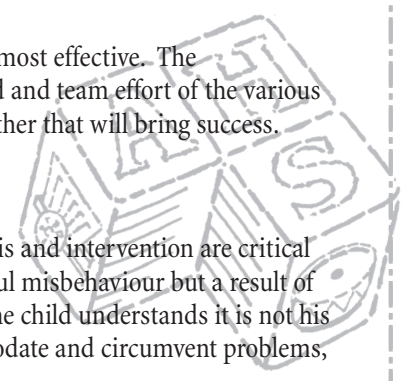 most effective. The
d and team effort of the various
ther that will bring success.
A H
S
is and intervention are critical
ul misbehaviour but a result of
ne child understands it is not his
odate and circumvent problems,